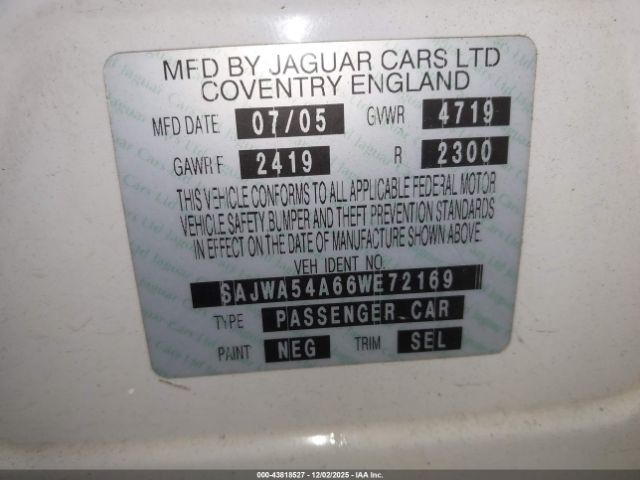 MFD BY JAGUAR CARS LTD
COVENTRY ENGLAND
MFD DATE 07/05 GVWR 4719
GAWR F 2419 R 2300
THIS VEHICLE CONFORMS TO ALL APPLICABLE FEDERAL MOTOR
VEHICLE SAFETY BUMPER AND THEFT PREVENTION STANDARDS
IN EFFECT ON THE DATE OF MANUFACTURE SHOWN ABOVE.
VEH IDENT NO.
SAJWA54A66WE72169
TYPE PASSENGER CAR
PAINT NEG TRIM SEL
000-43818527 - 12/02/2025 - IAA Inc.